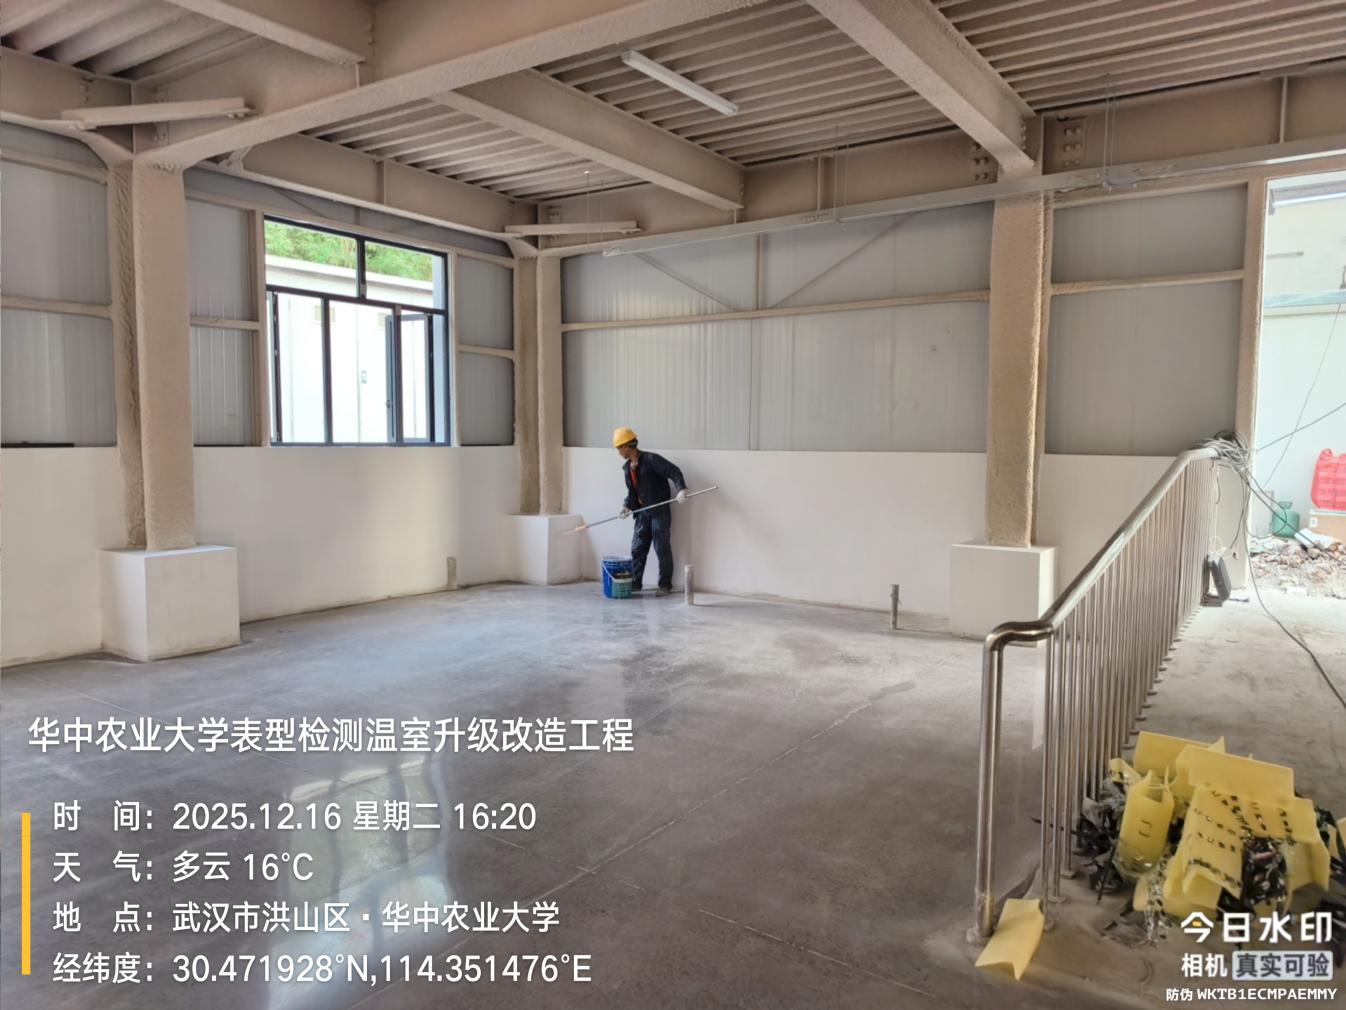 华中农业大学表型检测温室升级改造工程
时 间：2025.12.16 星期二 16:20
天 气：多云 16°C
地 点：武汉市洪山区·华中农业大学
经纬度：30.471928°N,114.351476°E
今日水印
相机 真实可验
防伪 WKTB1ECMPAEMMY